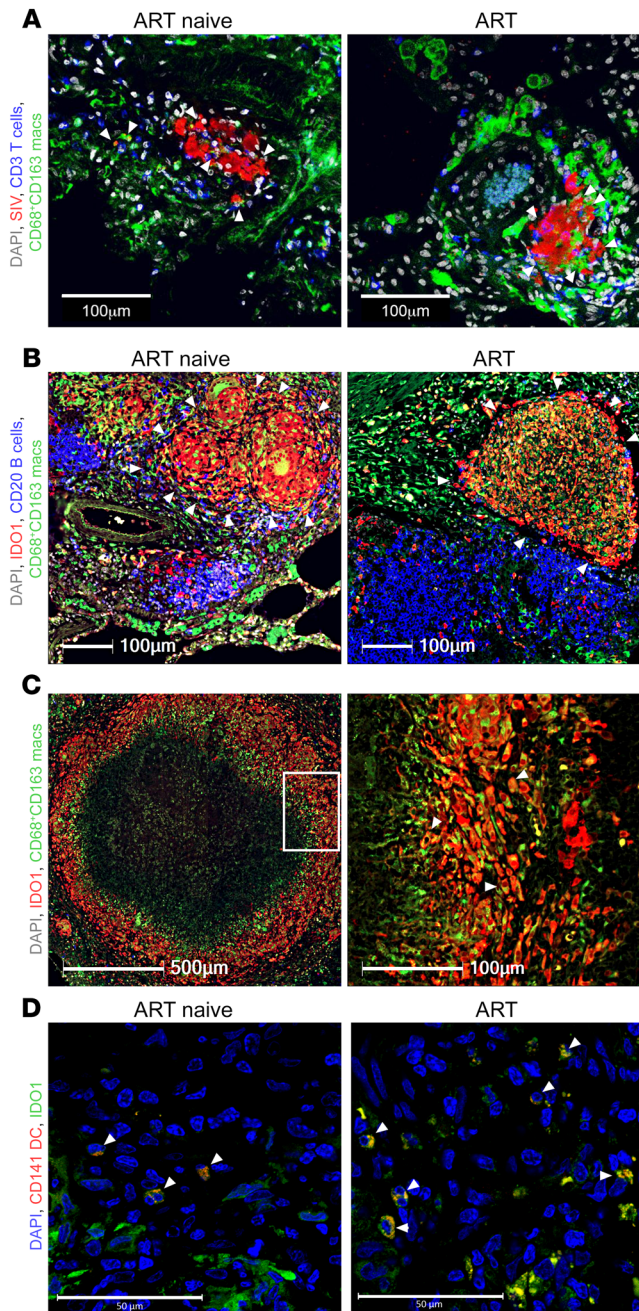 A
ART naive
ART
DAPI, SIV, CD3 T cells,
CD68⁺CD163 macs
100μm
100μm
B
ART naive
ART
DAPI, IDO1, CD20 B cells,
CD68⁺CD163 macs
100μm
100μm
C
DAPI, IDO1, CD68⁺CD163 macs
500μm
100μm
D
ART naive
ART
DAPI, CD141 DC, IDO1
50 μm
50 μm